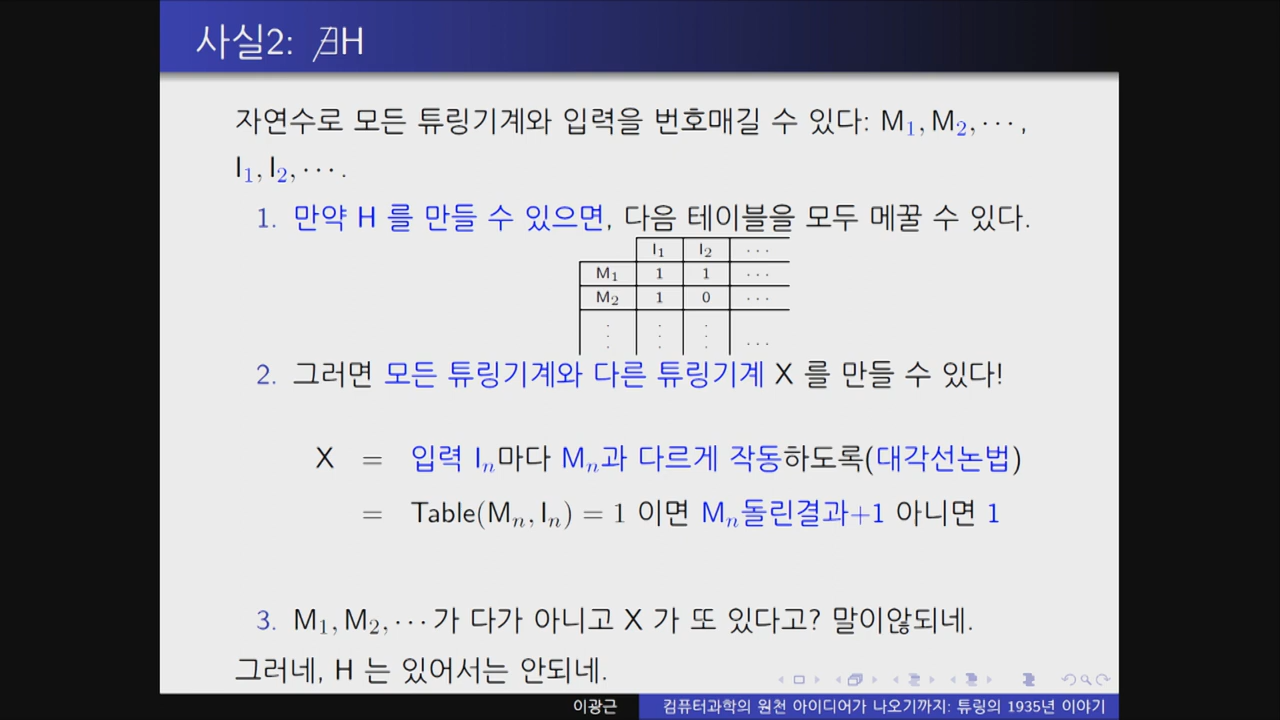 사실2: ∄H
자연수로 모든 튜링기계와 입력을 번호매길 수 있다: M₁, M₂, ⋯,
I₁, I₂, ⋯.
1. 만약 H 를 만들 수 있으면, 다음 테이블을 모두 메꿀 수 있다.
I₁ I₂ ⋯
M₁ 1 1 ⋯
M₂ 1 0 ⋯
⋮ ⋮ ⋮ ⋯
2. 그러면 모든 튜링기계와 다른 튜링기계 X 를 만들 수 있다!
X = 입력 Iₙ마다 Mₙ과 다르게 작동하도록(대각선논법)
= Table(Mₙ, Iₙ) = 1 이면 Mₙ돌린결과+1 아니면 1
3. M₁, M₂, ⋯가 다가 아니고 X 가 또 있다고? 말이않되네.
그러네, H 는 있어서는 안되네.
이광근 컴퓨터과학의 원천 아이디어가 나오기까지: 튜링의 1935년 이야기